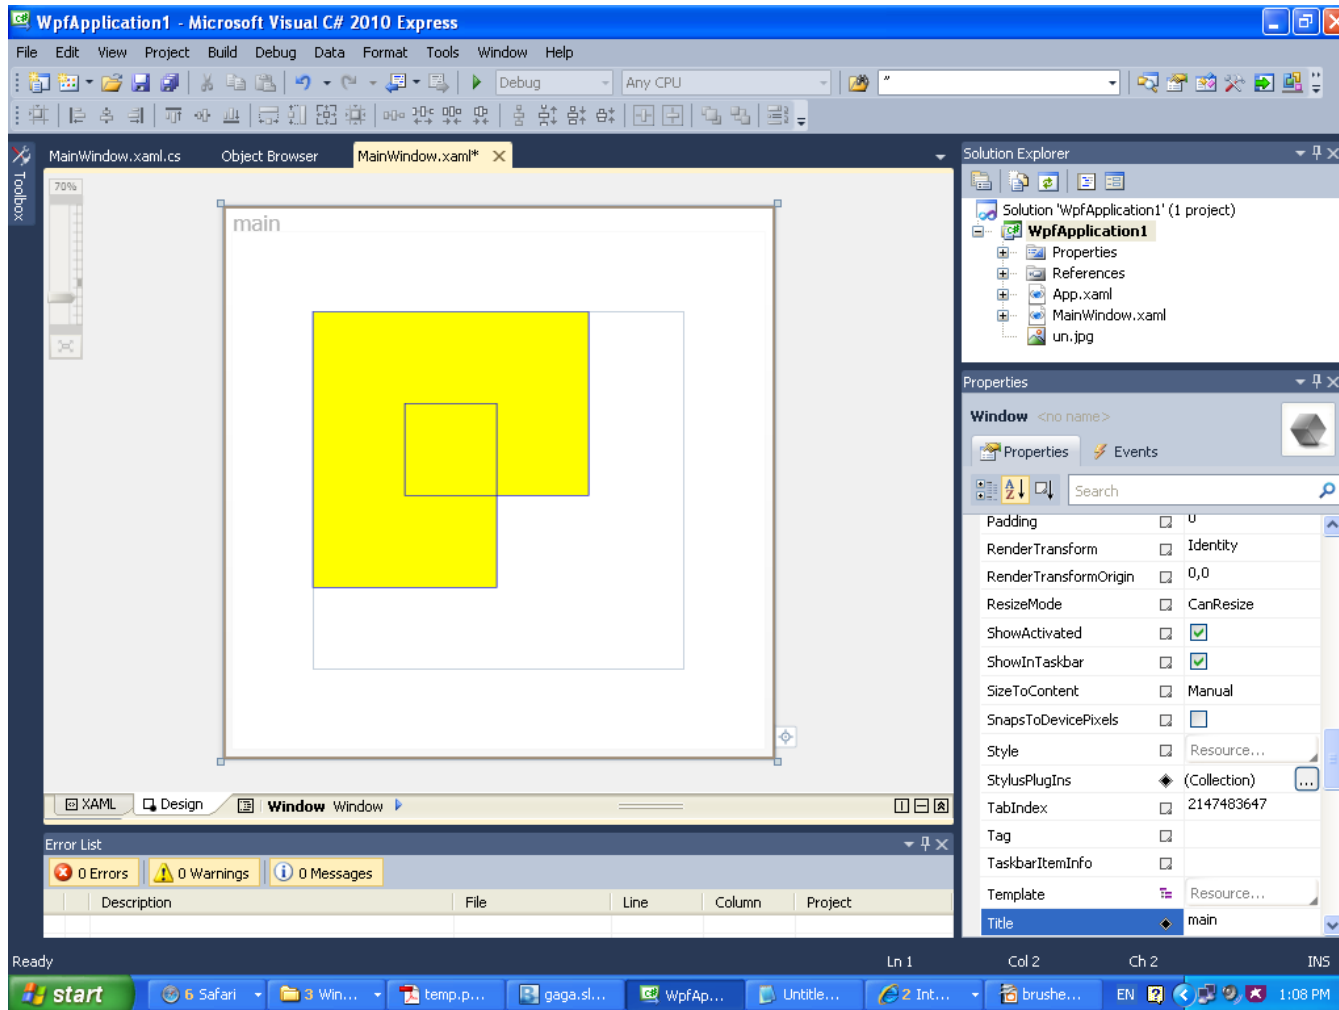 WpfApplication1 - Microsoft Visual C# 2010 Express
File Edit View Project Build Debug Data Format Tools Window Help
Debug Any CPU "
Toolbox
MainWindow.xaml.cs Object Browser MainWindow.xaml*
70%
main
XAML Design Window Window
Error List
0 Errors 0 Warnings 0 Messages
Description File Line Column Project
Solution Explorer
Solution 'WpfApplication1' (1 project)
WpfApplication1
Properties
References
App.xaml
MainWindow.xaml
un.jpg
Properties
Window <no name>
Properties Events
Search
Padding 0
RenderTransform Identity
RenderTransformOrigin 0,0
ResizeMode CanResize
ShowActivated
ShowInTaskbar
SizeToContent Manual
SnapsToDevicePixels
Style Resource...
StylusPlugIns (Collection) ...
TabIndex 2147483647
Tag
TaskbarItemInfo
Template Resource...
Title main
Ready Ln 1 Col 2 Ch 2 INS
start 6 Safari 3 Win... temp.p... gaga.sl... WpfAp... Untitle... 2 Int... brushe... EN 1:08 PM